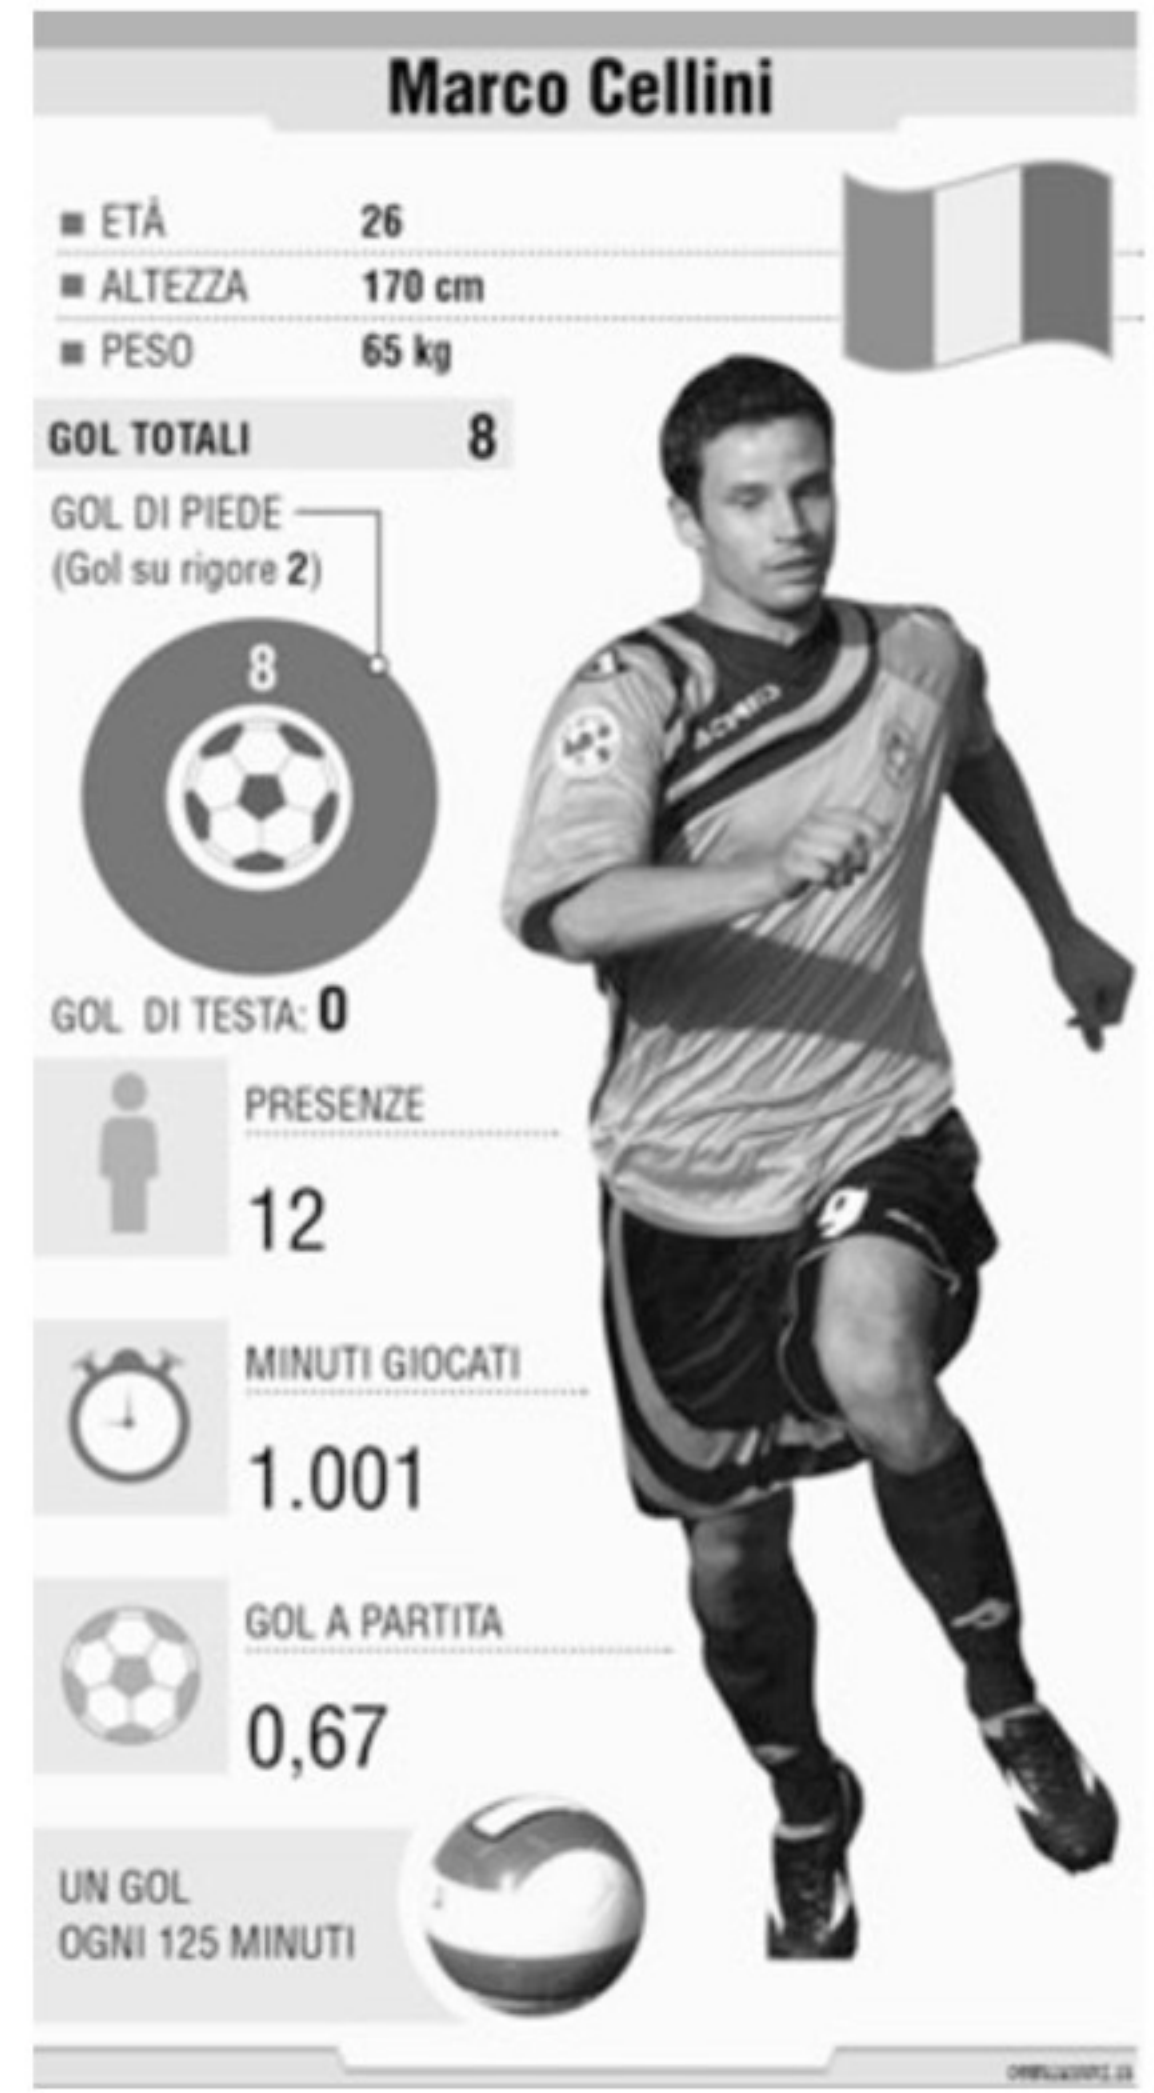 Marco Cellini
ETÀ 26
ALTEZZA 170 cm
PESO 65 kg
GOL TOTALI 8
GOL DI PIEDE
(Gol su rigore 2)
8
GOL DI TESTA: 0
PRESENZE
12
MINUTI GIOCATI
1.001
GOL A PARTITA
0,67
UN GOL
OGNI 125 MINUTI
9